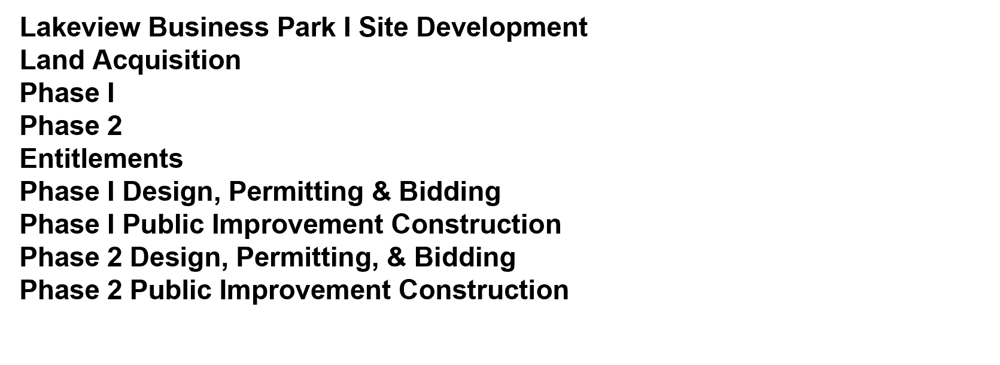 Lakeview Business Park I Site Development
Land Acquisition
Phase I
Phase 2
Entitlements
Phase I Design, Permitting & Bidding
Phase I Public Improvement Construction
Phase 2 Design, Permitting, & Bidding
Phase 2 Public Improvement Construction